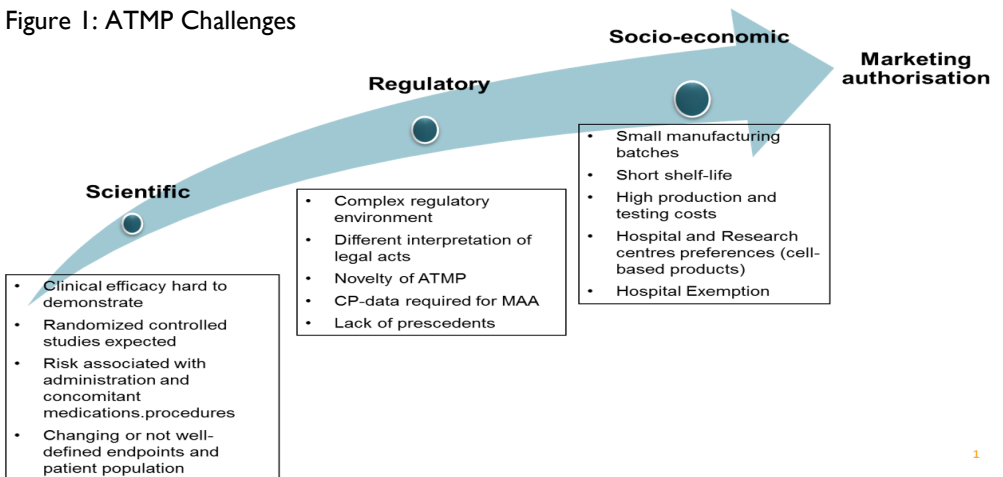 Figure 1: ATMP Challenges
Socio-economic
Marketing
authorisation
Regulatory
Scientific
• Small manufacturing
batches
• Short shelf-life
• High production and
testing costs
• Hospital and Research
centres preferences (cell-
based products)
• Hospital Exemption
• Complex regulatory
environment
• Different interpretation of
legal acts
• Novelty of ATMP
• CP-data required for MAA
• Lack of prescedents
• Clinical efficacy hard to
demonstrate
• Randomized controlled
studies expected
• Risk associated with
administration and
concomitant
medications.procedures
• Changing or not well-
defined endpoints and
patient population
1